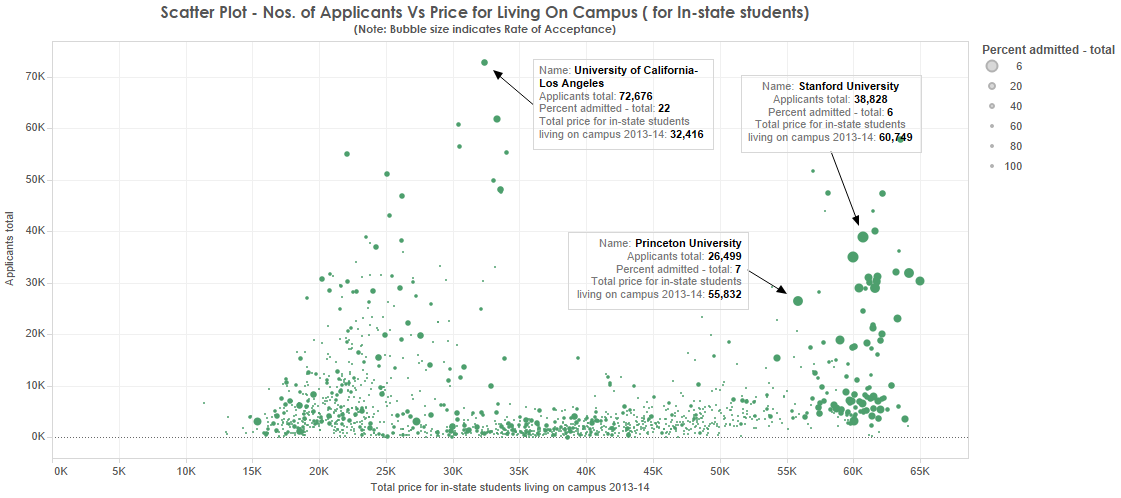 Scatter Plot - Nos. of Applicants Vs Price for Living On Campus ( for In-state students)
(Note: Bubble size indicates Rate of Acceptance)
Applicants total
70K
60K
50K
40K
30K
20K
10K
0K
Name: University of California-
Los Angeles
Applicants total: 72,676
Percent admitted - total: 22
Total price for in-state students
living on campus 2013-14: 32,416
Name: Stanford University
Applicants total: 38,828
Percent admitted - total: 6
Total price for in-state students
living on campus 2013-14: 60,749
Name: Princeton University
Applicants total: 26,499
Percent admitted - total: 7
Total price for in-state students
living on campus 2013-14: 55,832
0K 5K 10K 15K 20K 25K 30K 35K 40K 45K 50K 55K 60K 65K
Total price for in-state students living on campus 2013-14
Percent admitted - total
6
20
40
60
80
100